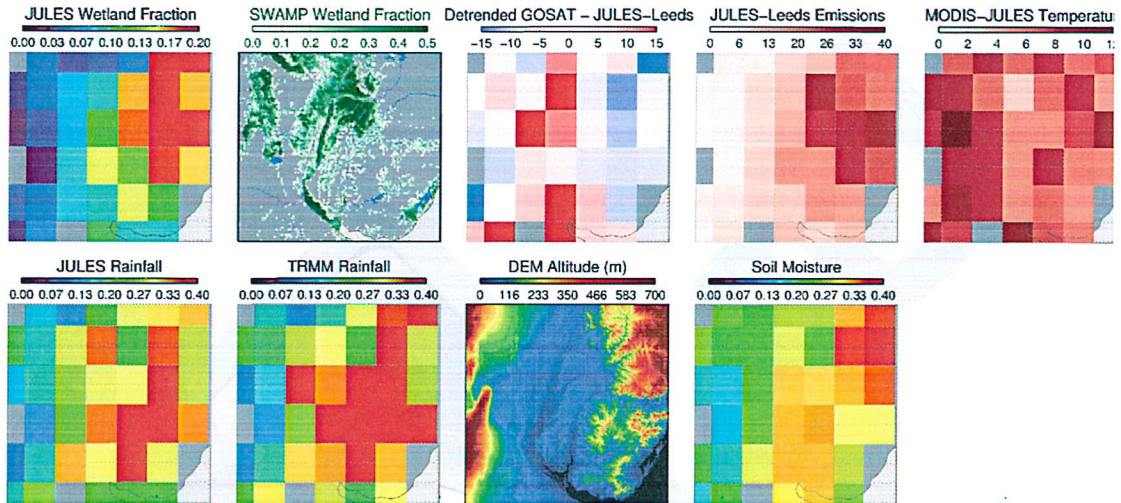 JULES Wetland Fraction
0.00 0.03 0.07 0.10 0.13 0.17 0.20
SWAMP Wetland Fraction
0.0 0.1 0.2 0.3 0.4 0.5
Detrended GOSAT - JULES-Leeds
-15 -10 -5 0 5 10 15
JULES-Leeds Emissions
0 6 13 20 26 33 40
MODIS-JULES Temperatur
0 2 4 6 8 10
JULES Rainfall
0.00 0.07 0.13 0.20 0.27 0.33 0.40
TRMM Rainfall
0.00 0.07 0.13 0.20 0.27 0.33 0.40
DEM Altitude (m)
0 116 233 350 466 583 700
Soil Moisture
0.00 0.07 0.13 0.20 0.27 0.33 0.40